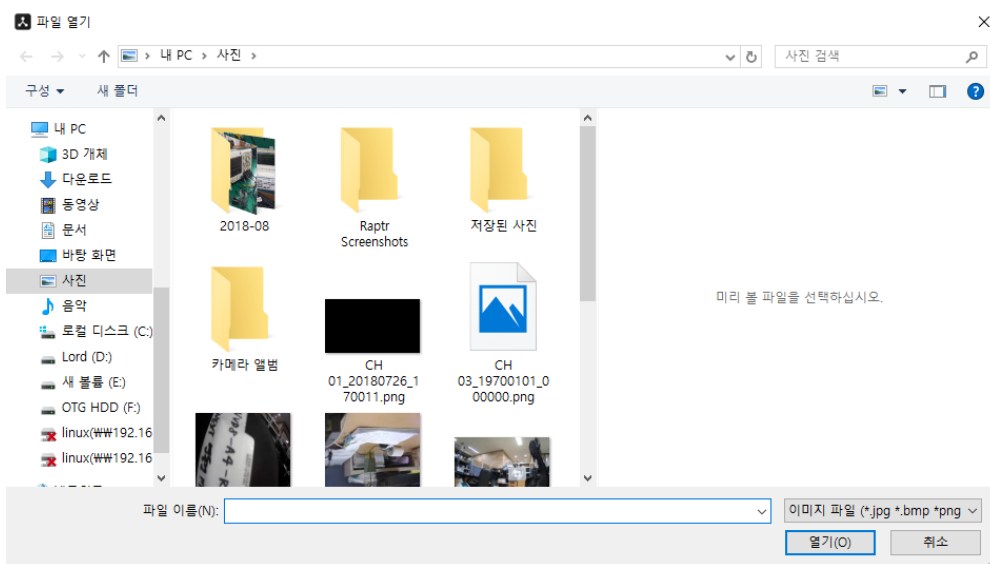 파일 열기
내 PC
사진
사진 검색
구성
새 폴더
내 PC
3D 개체
다운로드
동영상
문서
바탕 화면
사진
음악
로컬 디스크 (C:)
Lord (D:)
새 볼륨 (E:)
OTG HDD (F:)
linux(₩₩192.16
linux(₩₩192.16
2018-08
Raptr
Screenshots
저장된 사진
카메라 앨범
CH
01_20180726_1
70011.png
CH
03_19700101_0
00000.png
미리 볼 파일을 선택하십시오.
파일 이름(N):
이미지 파일 (*.jpg *.bmp *png
열기(O)
취소